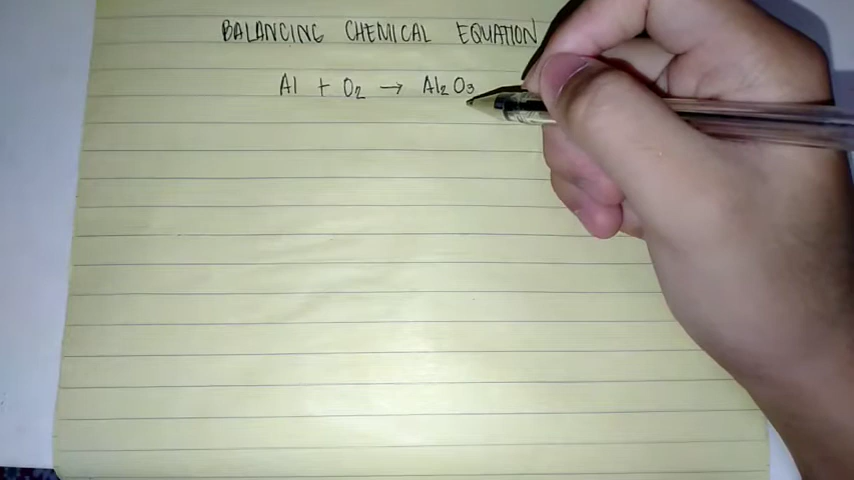 BALANCING CHEMICAL EQUATION
Al + O₂ → Al₂O₃